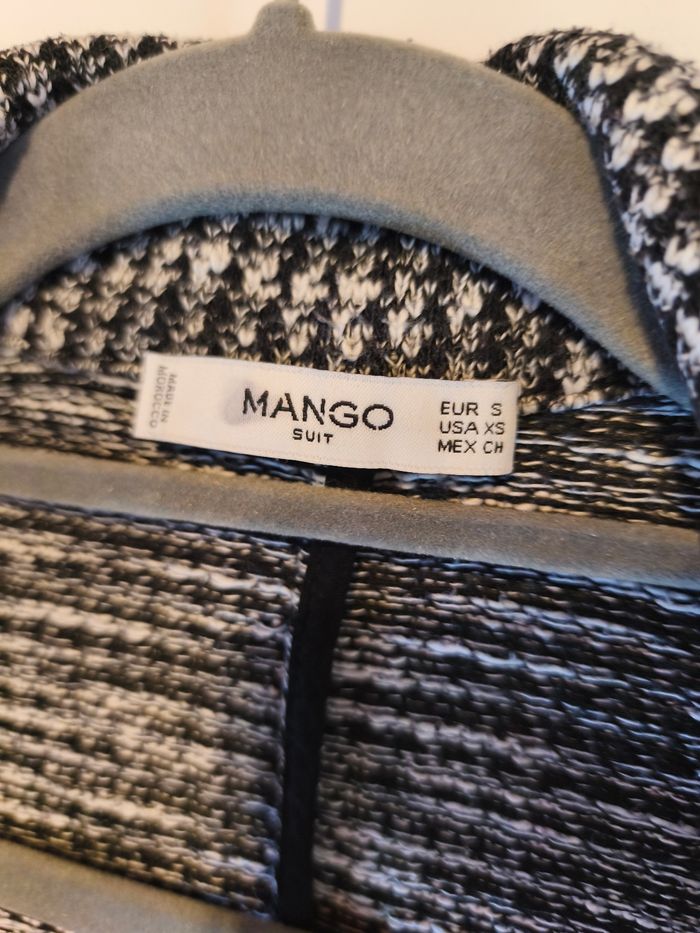 MADE IN
MOROCCO
MANGO
SUIT
EUR S
USA XS
MEX CH